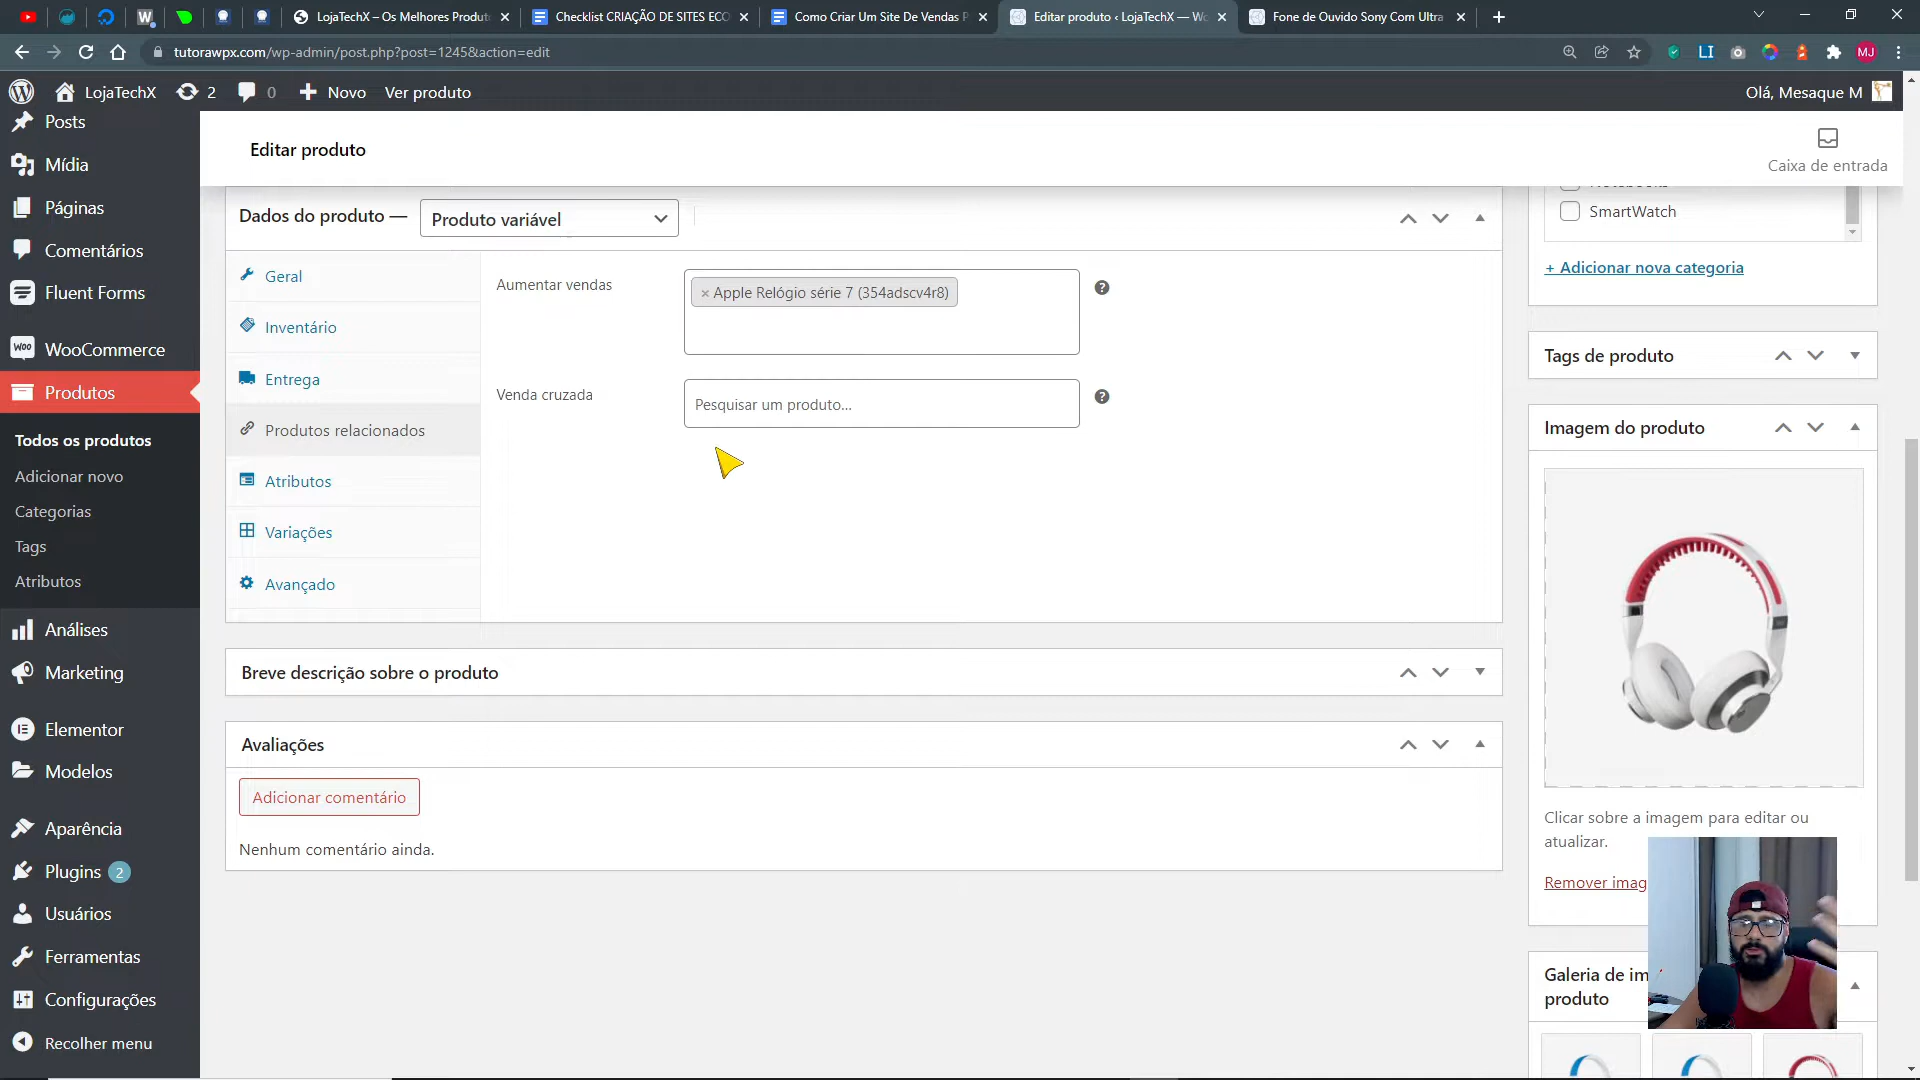 LojaTechX – Os Melhores Produt
Checklist CRIAÇÃO DE SITES ECO
Como Criar Um Site De Vendas P
Editar produto ‹ LojaTechX — Wo
Fone de Ouvido Sony Com Ultra
tutorawpx.com/wp-admin/post.php?post=1245&action=edit
LI
MJ
LojaTechX
2
0
Novo
Ver produto
Olá, Mesaque M
Posts
Mídia
Páginas
Comentários
Fluent Forms
WooCommerce
Produtos
Todos os produtos
Adicionar novo
Categorias
Tags
Atributos
Análises
Marketing
Elementor
Modelos
Aparência
Plugins 2
Usuários
Ferramentas
Configurações
Recolher menu
Editar produto
Caixa de entrada
Dados do produto —
Produto variável
Geral
Inventário
Entrega
Produtos relacionados
Atributos
Variações
Avançado
Aumentar vendas
× Apple Relógio série 7 (354adscv4r8)
Venda cruzada
Pesquisar um produto...
Breve descrição sobre o produto
Avaliações
Adicionar comentário
Nenhum comentário ainda.
SmartWatch
+ Adicionar nova categoria
Tags de produto
Imagem do produto
Clicar sobre a imagem para editar ou
atualizar.
Remover imag
Galeria de im
produto